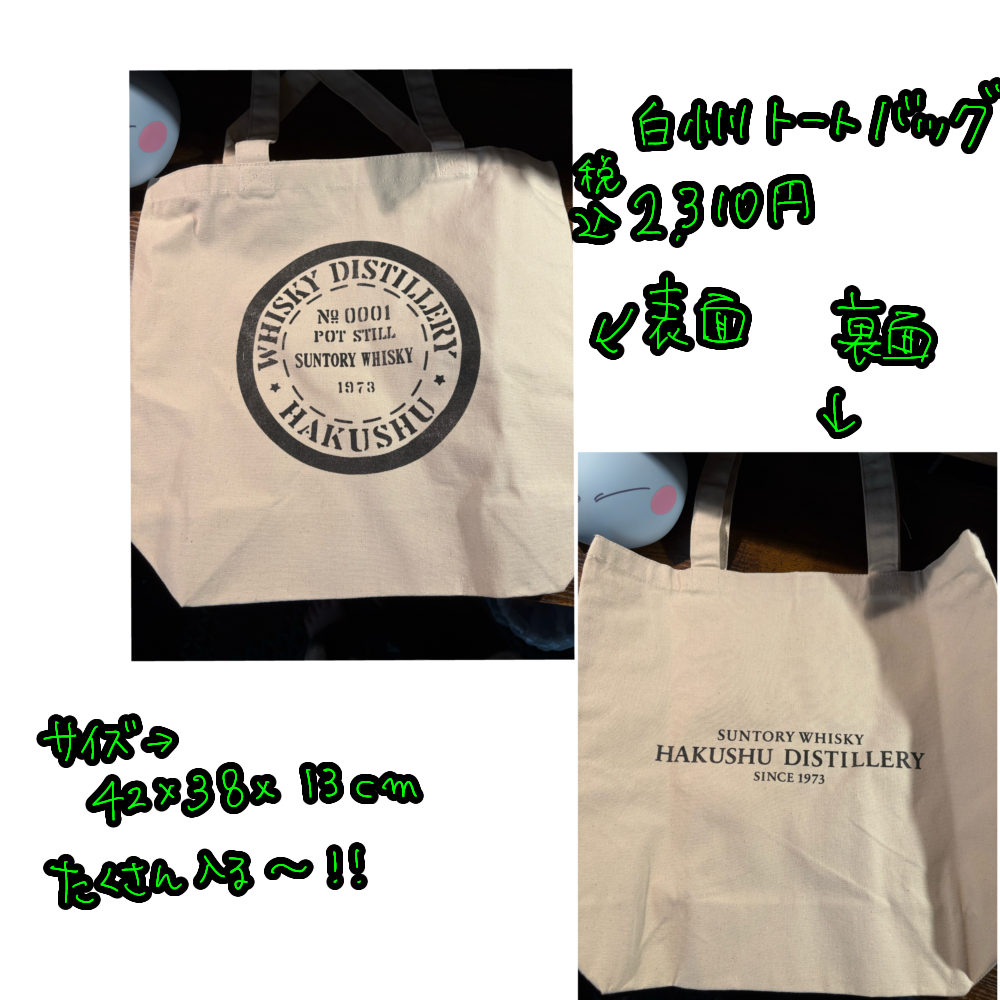 白州トートバッグ
税込 2,310円
↙表面
裏面
↓
WHISKY DISTILLERY
№ 0001
POT STILL
SUNTORY WHISKY
1973
★ HAKUSHU ★
SUNTORY WHISKY
HAKUSHU DISTILLERY
SINCE 1973
サイズ→
42×38×13cm
たくさん入る〜!!